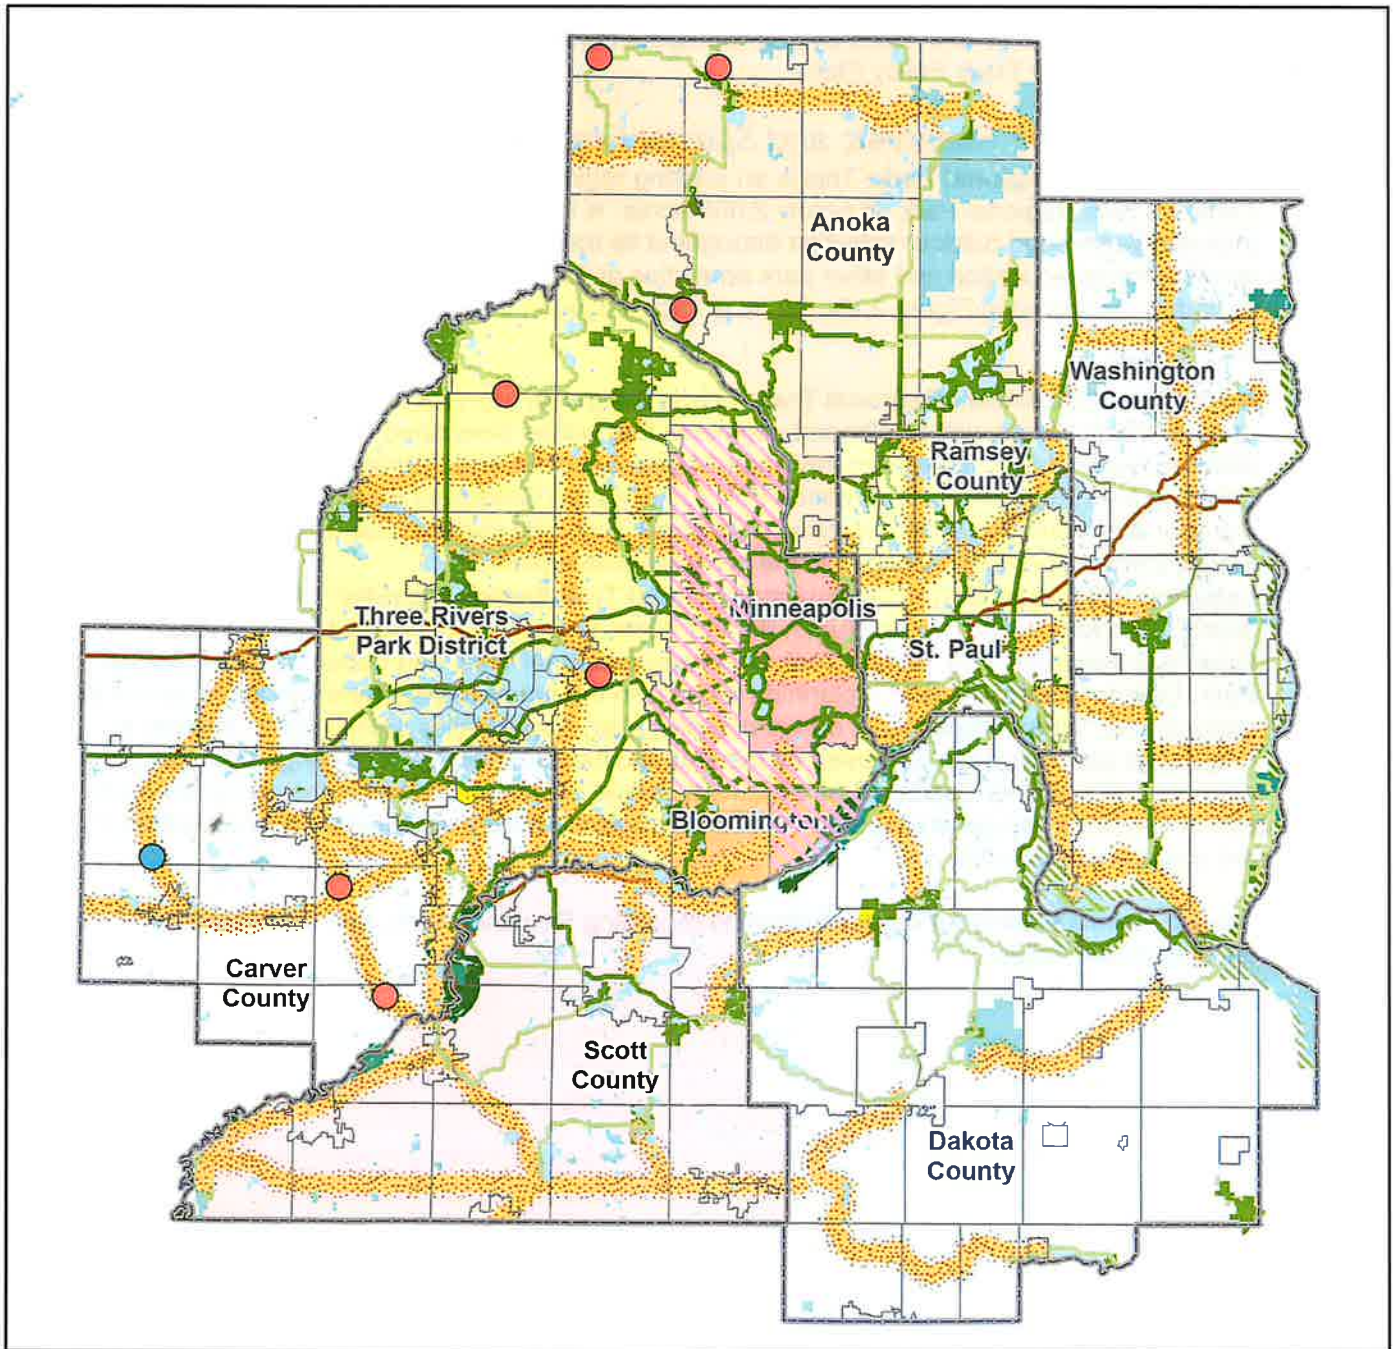 Anoka
County
Washington
County
Ramsey
County
Three Rivers
Park District
Minneapolis
St. Paul
Bloomington
Carver
County
Scott
County
Dakota
County